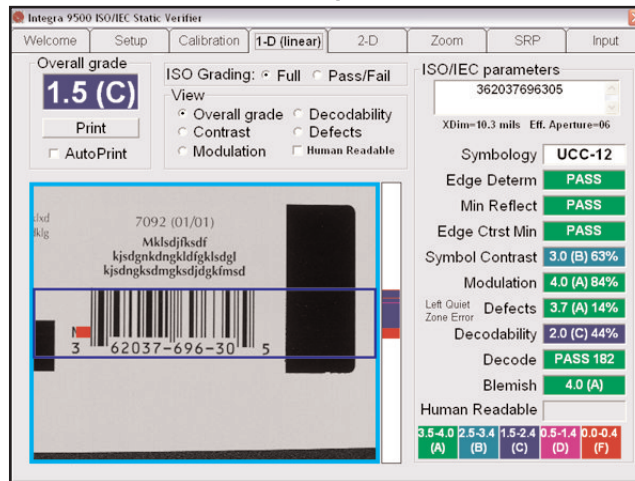 Integra 9500 ISO/IEC Static Verifier
Welcome Setup Calibration 1-D (linear) 2-D Zoom SRP Input
Overall grade
1.5 (C)
Print
AutoPrint
ISO Grading: Full Pass/Fail
View
Overall grade Decodability
Contrast Defects
Modulation Human Readable
7092 (01/01)
Mklsdjfksdf
kjsdgnkdngkldfgklsdgl
kjsdngksdmgksdjdgkfmsd
3 62037-696-30 5
ISO/IEC parameters
362037696305
XDim=10.3 mils Eff. Aperture=06
Symbology UCC-12
Edge Determ PASS
Min Reflect PASS
Edge Ctrst Min PASS
Symbol Contrast 3.0 (B) 63%
Modulation 4.0 (A) 84%
Left Quiet Zone Error Defects 3.7 (A) 14%
Decodability 2.0 (C) 44%
Decode PASS 182
Blemish 4.0 (A)
Human Readable
3.5-4.0 2.5-3.4 1.5-2.4 0.5-1.4 0.0-0.4
(A) (B) (C) (D) (F)